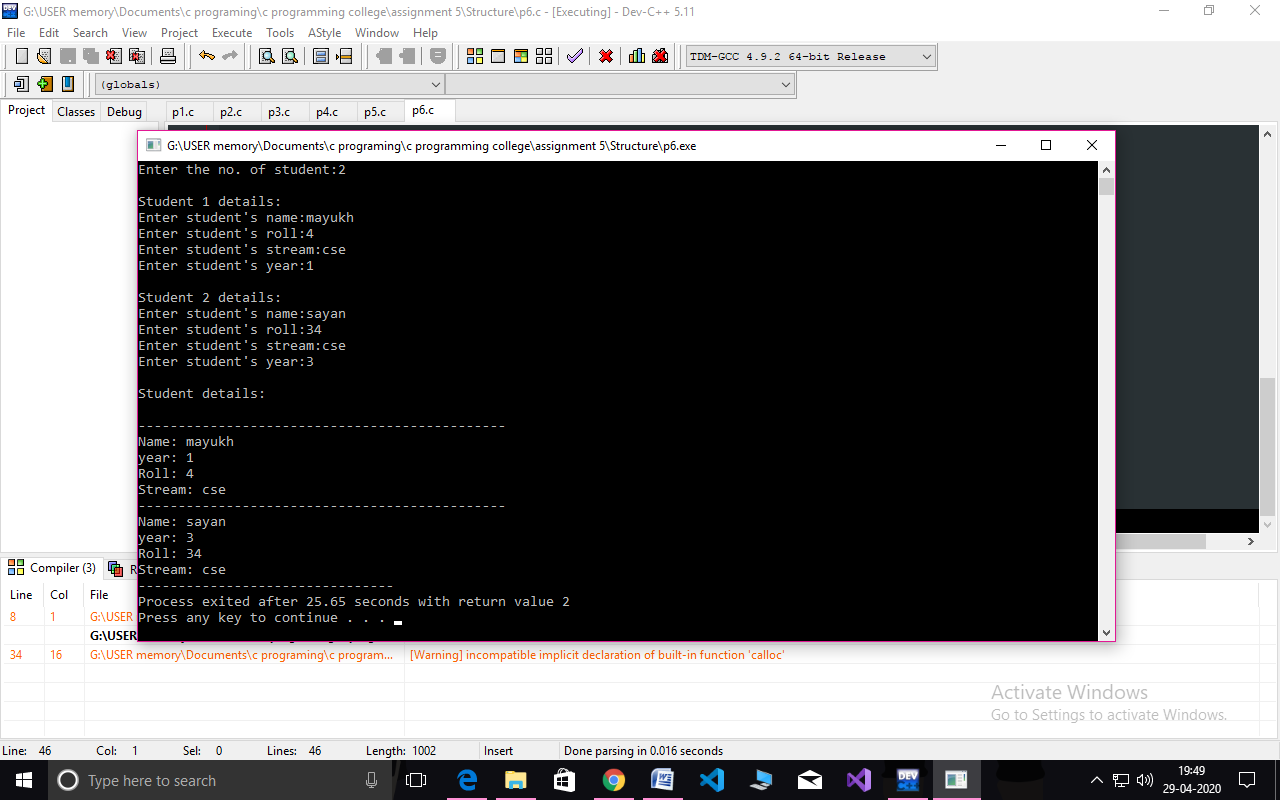 G:\USER memory\Documents\c programing\c programming college\assignment 5\Structure\p6.c - [Executing] - Dev-C++ 5.11
File Edit Search View Project Execute Tools AStyle Window Help
TDM-GCC 4.9.2 64-bit Release
(globals)
Project Classes Debug p1.c p2.c p3.c p4.c p5.c p6.c
G:\USER memory\Documents\c programing\c programming college\assignment 5\Structure\p6.exe
Enter the no. of student:2
Student 1 details:
Enter student's name:mayukh
Enter student's roll:4
Enter student's stream:cse
Enter student's year:1
Student 2 details:
Enter student's name:sayan
Enter student's roll:34
Enter student's stream:cse
Enter student's year:3
Student details:
----------------------------------------------
Name: mayukh
year: 1
Roll: 4
Stream: cse
----------------------------------------------
Name: sayan
year: 3
Roll: 34
Stream: cse
--------------------------------
Process exited after 25.65 seconds with return value 2
Press any key to continue . . .
Compiler (3) R
Line Col File
8 1 G:\USER
G:\USER
34 16 G:\USER memory\Documents\c programing\c program... [Warning] incompatible implicit declaration of built-in function 'calloc'
Activate Windows
Go to Settings to activate Windows.
Line: 46 Col: 1 Sel: 0 Lines: 46 Length: 1002 Insert Done parsing in 0.016 seconds
Type here to search
DEV
19:49
29-04-2020